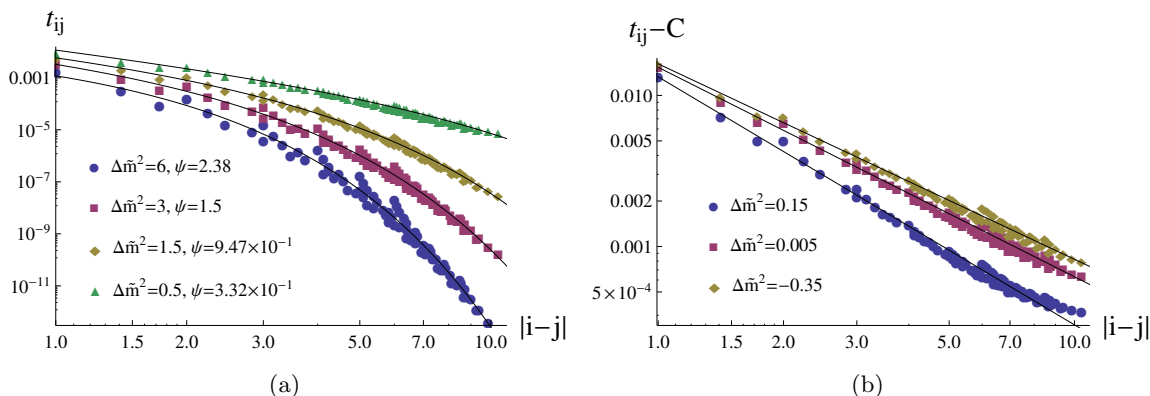 t_ij
0.001
10^-5
10^-7
10^-9
10^-11
Δm̃²=6, ψ=2.38
Δm̃²=3, ψ=1.5
Δm̃²=1.5, ψ=9.47×10^-1
Δm̃²=0.5, ψ=3.32×10^-1
1.0 1.5 2.0 3.0 5.0 7.0 10.0 |i−j|
(a)
t_ij−C
0.010
0.005
0.002
0.001
5×10^-4
Δm̃²=0.15
Δm̃²=0.005
Δm̃²=−0.35
1.0 1.5 2.0 3.0 5.0 7.0 10.0 |i−j|
(b)